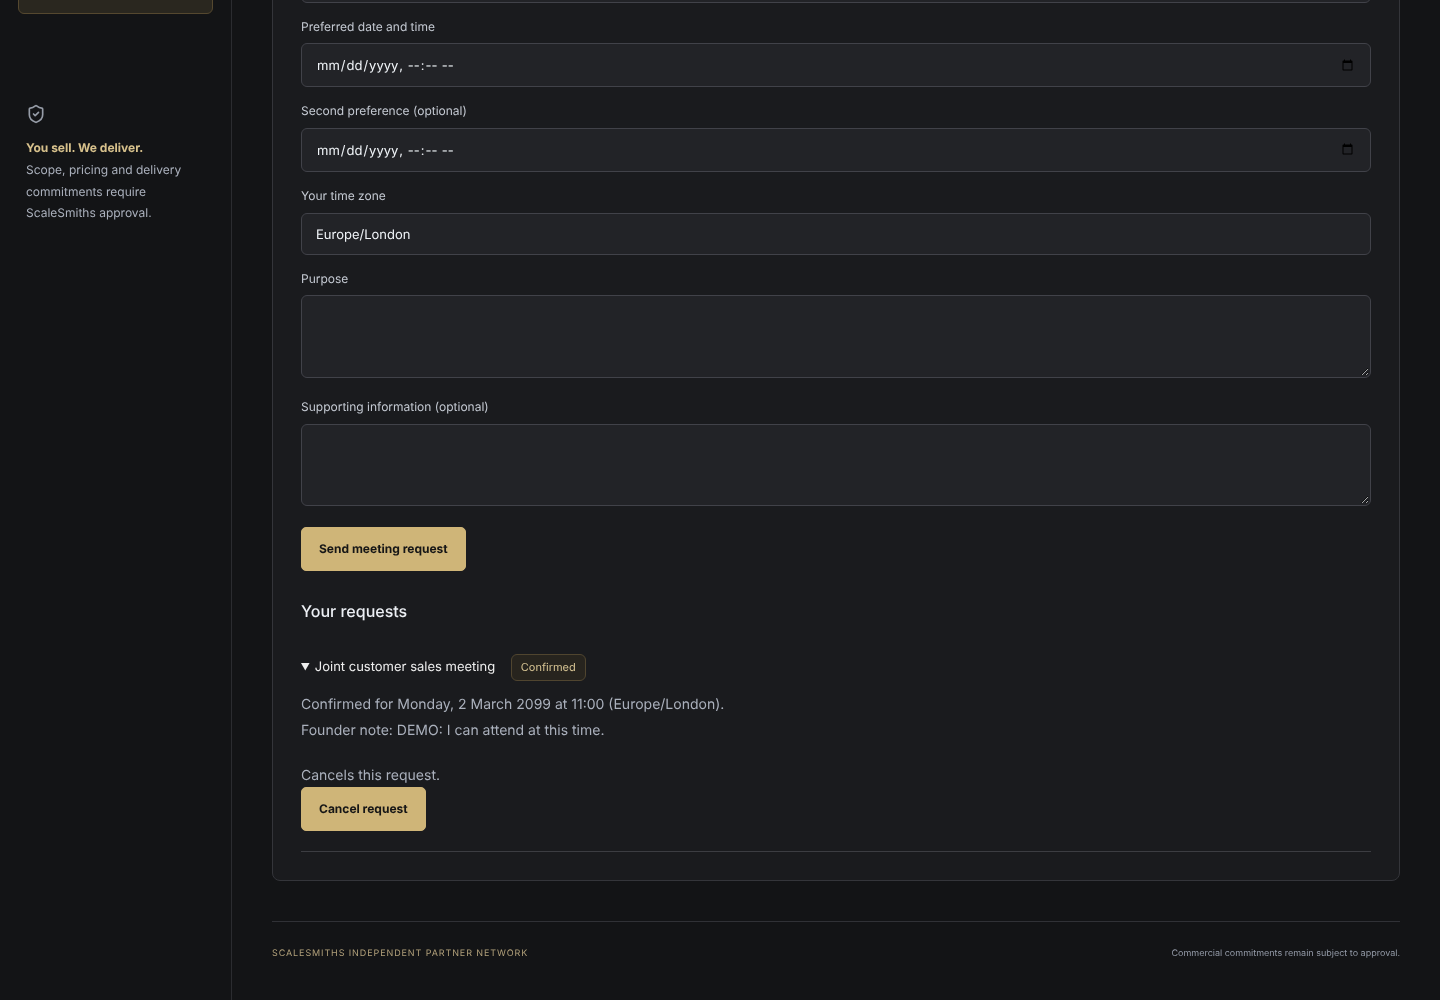 Preferred date and time
mm/dd/yyyy, --:-- --
Second preference (optional)
mm/dd/yyyy, --:-- --
Your time zone
Europe/London
Purpose
Supporting information (optional)
Send meeting request
Your requests
Joint customer sales meeting Confirmed
Confirmed for Monday, 2 March 2099 at 11:00 (Europe/London).
Founder note: DEMO: I can attend at this time.
Cancels this request.
Cancel request
You sell. We deliver.
Scope, pricing and delivery
commitments require
ScaleSmiths approval.
SCALESMITHS INDEPENDENT PARTNER NETWORK
Commercial commitments remain subject to approval.